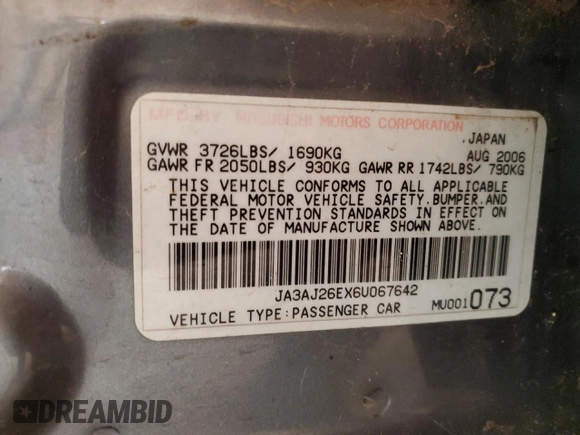 MFD BY MITSUBISHI MOTORS CORPORATION
JAPAN
GVWR 3726LBS/ 1690KG AUG 2006
GAWR FR 2050LBS/ 930KG GAWR RR 1742LBS/ 790KG
THIS VEHICLE CONFORMS TO ALL APPLICABLE
FEDERAL MOTOR VEHICLE SAFETY,BUMPER,AND
THEFT PREVENTION STANDARDS IN EFFECT ON
THE DATE OF MANUFACTURE SHOWN ABOVE.
JA3AJ26EX6U067642
VEHICLE TYPE:PASSENGER CAR MU001073
DREAMBID